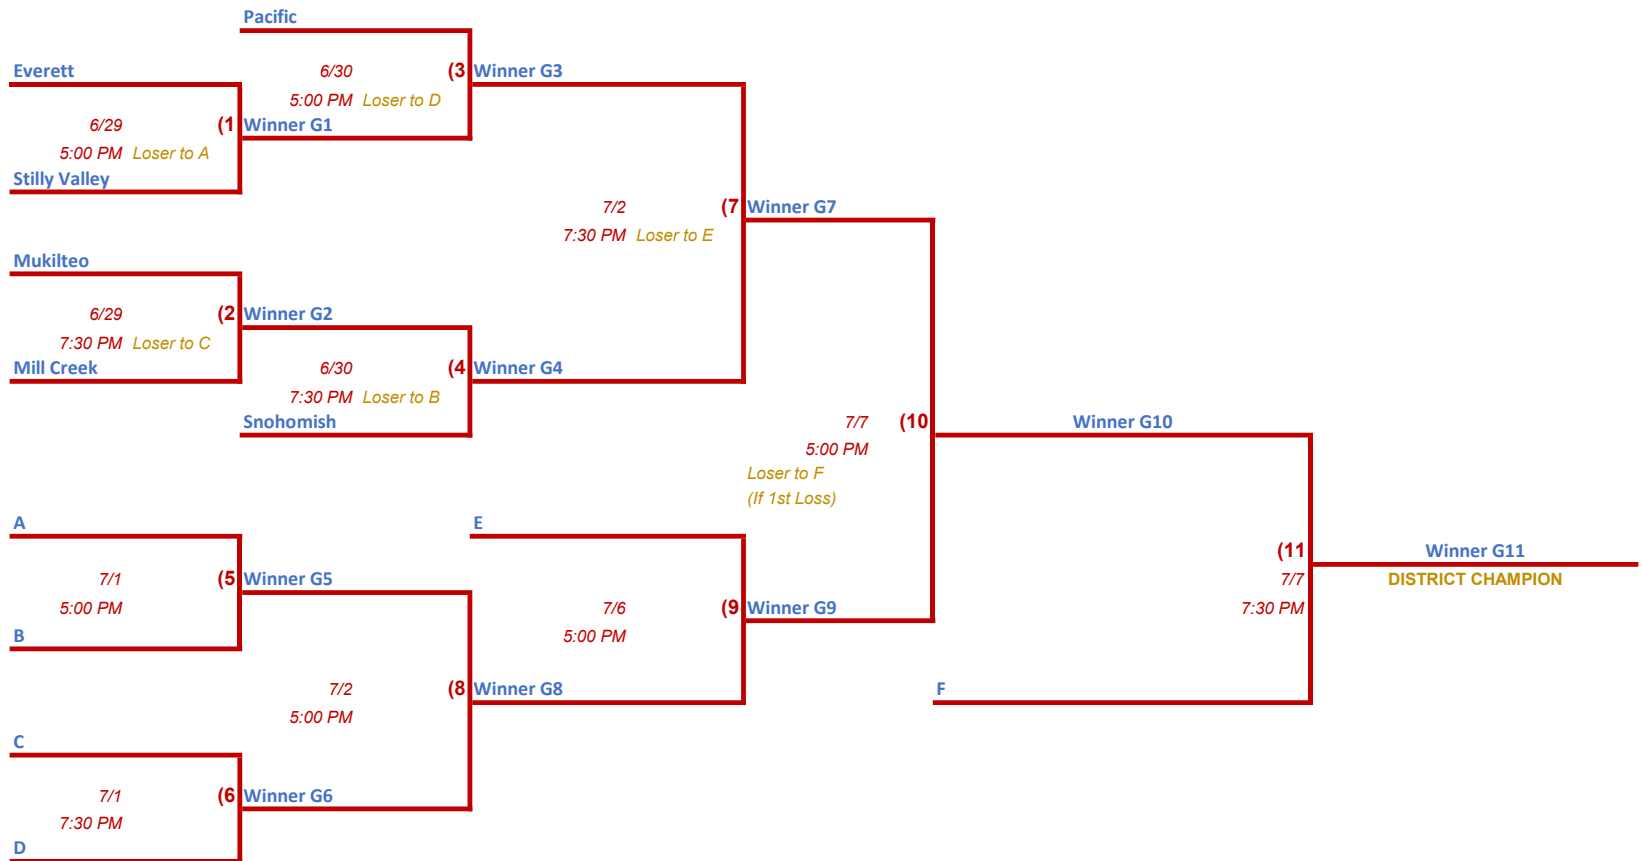 Pacific
Everett
6/30 (3 Winner G3
5:00 PM Loser to D
6/29 (1 Winner G1
5:00 PM Loser to A
Stilly Valley
7/2 (7 Winner G7
7:30 PM Loser to E
Mukilteo
6/29 (2 Winner G2
7:30 PM Loser to C
Mill Creek
6/30 (4 Winner G4
7:30 PM Loser to B
Snohomish
7/7 (10 Winner G10
5:00 PM
Loser to F
(If 1st Loss)
A
E
(11 Winner G11
7/7 DISTRICT CHAMPION
7:30 PM
7/1 (5 Winner G5
5:00 PM
B
7/6 (9 Winner G9
5:00 PM
7/2 (8 Winner G8
5:00 PM
F
C
7/1 (6 Winner G6
7:30 PM
D